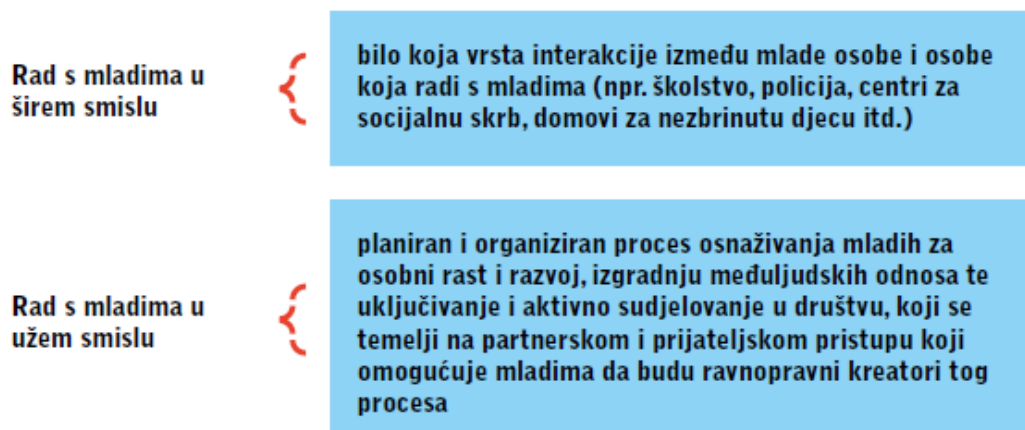 Rad s mladima u
širem smislu
bilo koja vrsta interakcije između mlade osobe i osobe
koja radi s mladima (npr. školstvo, policija, centri za
socijalnu skrb, domovi za nezbrinutu djecu itd.)
Rad s mladima u
užem smislu
planiran i organiziran proces osnaživanja mladih za
osobni rast i razvoj, izgradnju međuljudskih odnosa te
uključivanje i aktivno sudjelovanje u društvu, koji se
temelji na partnerskom i prijateljskom pristupu koji
omogućuje mladima da budu ravnopravni kreatori tog
procesa